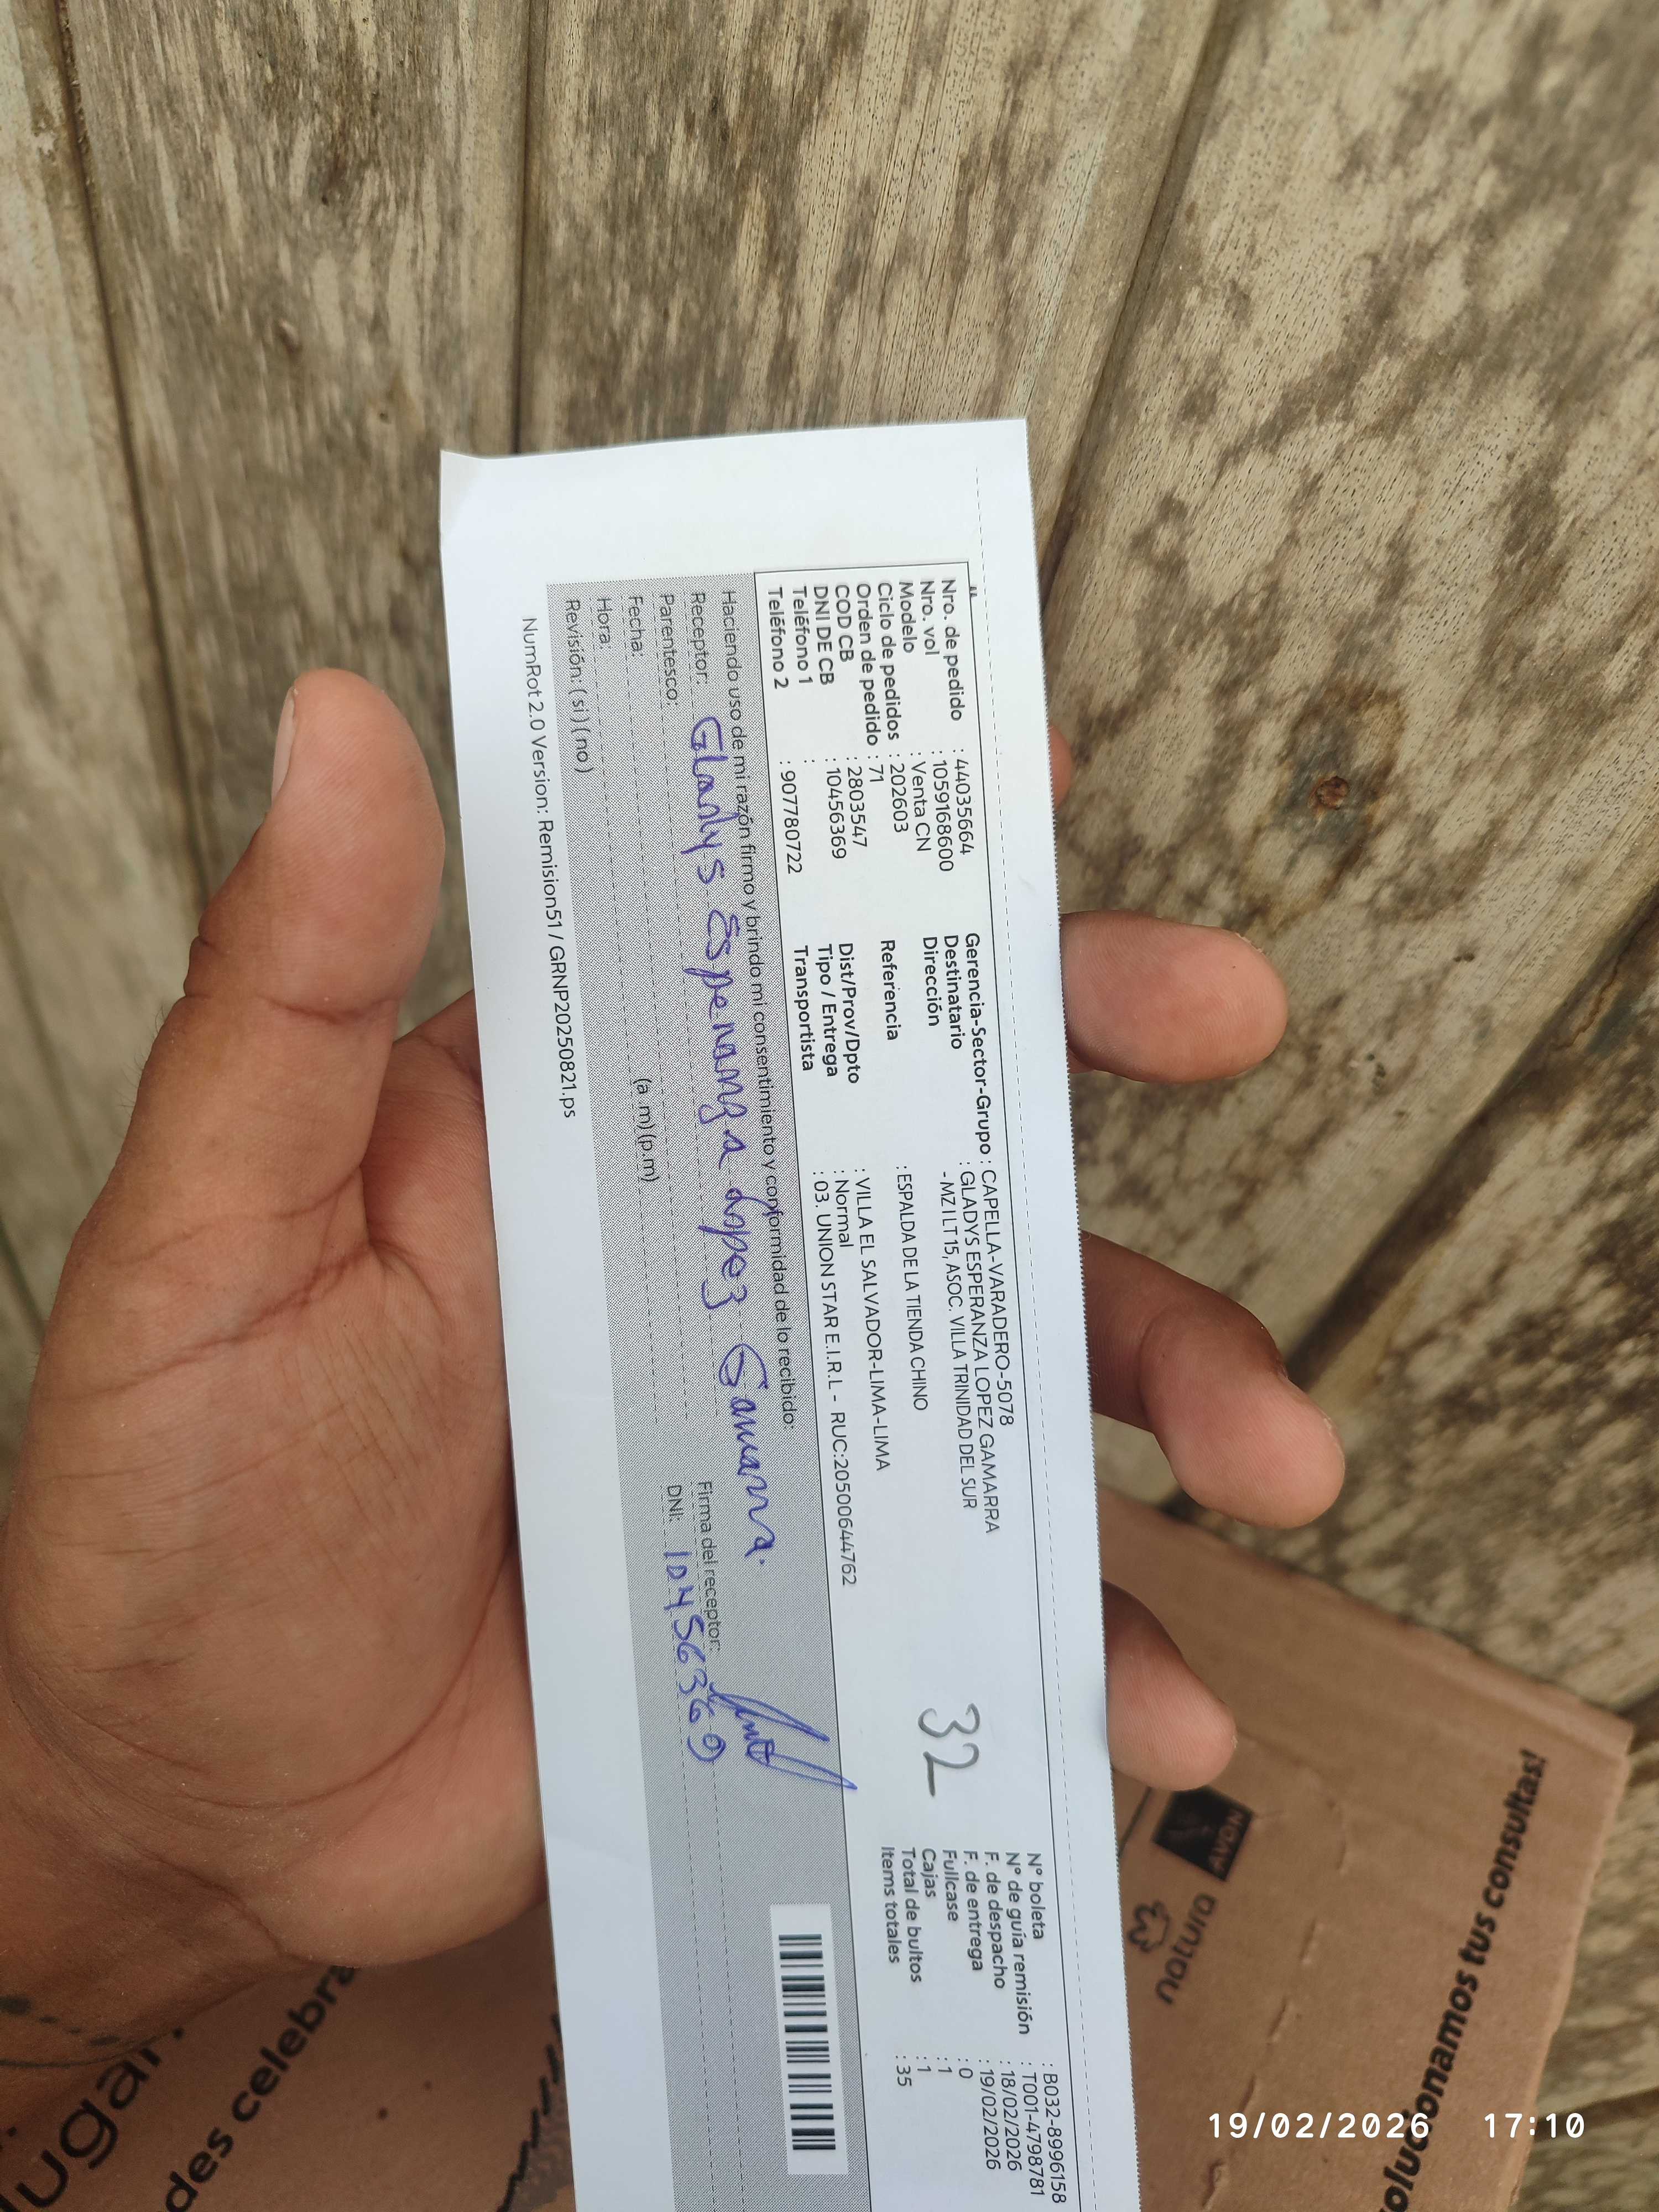 Nro. de pedido : 44035664
Nro. vol : 1059168600
Modelo : Venta CN
Ciclo de pedidos : 202603
Orden de pedido : 71
COD CB : 2803547
DNI DE CB : 10456369
Teléfono 1 :
Teléfono 2 : 907780722
Gerencia-Sector-Grupo : CAPELLA-VARADERO-5078
Destinatario : GLADYS ESPERANZA LOPEZ GAMARRA
Dirección - MZ I LT 15, ASOC. VILLA TRINIDAD DEL SUR
Referencia : ESPALDA DE LA TIENDA CHINO
Dist/Prov/Dpto : VILLA EL SALVADOR-LIMA-LIMA
Tipo / Entrega : Normal
Transportista : 03. UNION STAR E.I.R.L - RUC:20500644762
32
N° boleta : B032-8996158
N° de guía remisión : T001-4798781
F. de despacho : 18/02/2026
F. de entrega : 19/02/2026
Fullcase : 0
Cajas : 1
Total de bultos : 1
Items totales : 35
Haciendo uso de mi razón firmo y brindo mi consentimiento y conformidad de lo recibido:
Receptor: Gladys Esperanza Lopez Gamarra.
Firma del receptor:
Parentesco:
DNI: 10456369
Fecha:
Hora: (a.m) (p.m)
Revisión: ( si ) ( no )
NumRot 2.0 Version: Remision51 / GRNP20250821.ps
olucionamos tus consultas!
AVON
natura
des celebra
ugar
19/02/2026 17:10